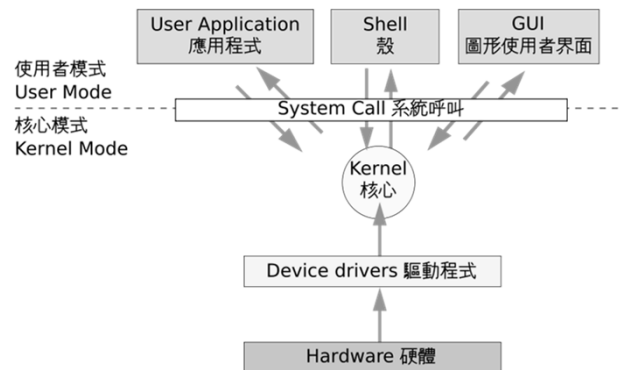 User Application
應用程式
Shell
殼
GUI
圖形使用者界面
使用者模式
User Mode
System Call 系統呼叫
核心模式
Kernel Mode
Kernel
核心
Device drivers 驅動程式
Hardware 硬體